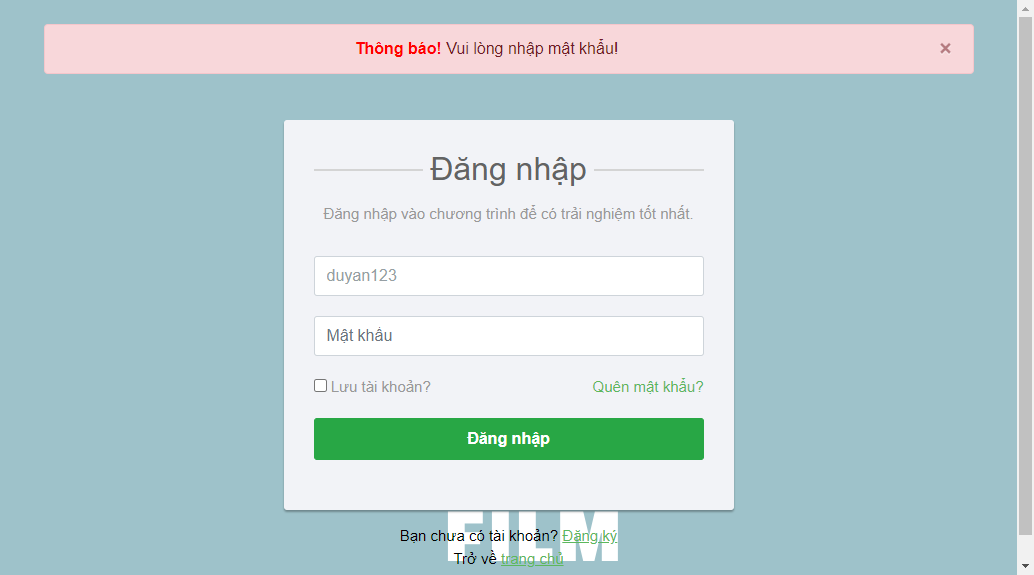 Thông báo! Vui lòng nhập mật khẩu! ×
Đăng nhập
Đăng nhập vào chương trình để có trải nghiệm tốt nhất.
duyan123
Mật khẩu
Lưu tài khoản? Quên mật khẩu?
Đăng nhập
FILM
Bạn chưa có tài khoản? Đăng ký
Trở về trang chủ